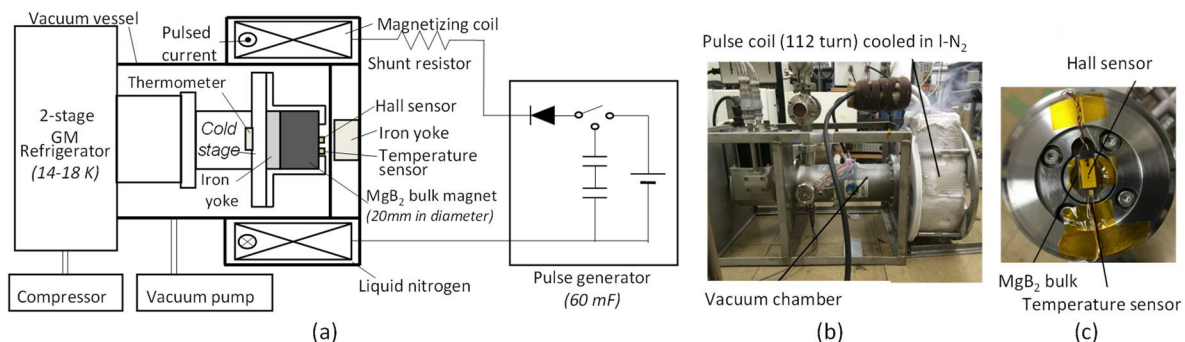 Vacuum vessel
Pulsed
current
Thermometer
2-stage
GM
Refrigerator
(14-18 K)
Cold
stage
Iron
yoke
Magnetizing coil
Shunt resistor
Hall sensor
Iron yoke
Temperature
sensor
MgB2 bulk magnet
(20mm in diameter)
Liquid nitrogen
Compressor
Vacuum pump
Pulse generator
(60 mF)
(a)
Pulse coil (112 turn) cooled in l-N2
Vacuum chamber
(b)
Hall sensor
MgB2 bulk
Temperature sensor
(c)